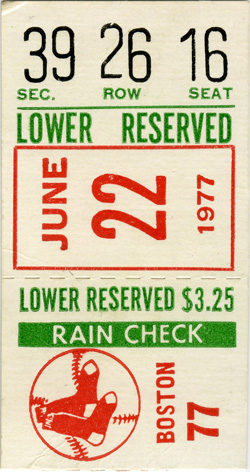 39 26 16
SEC. ROW SEAT
LOWER RESERVED
JUNE 22 1977
LOWER RESERVED $3.25
RAIN CHECK
BOSTON 77